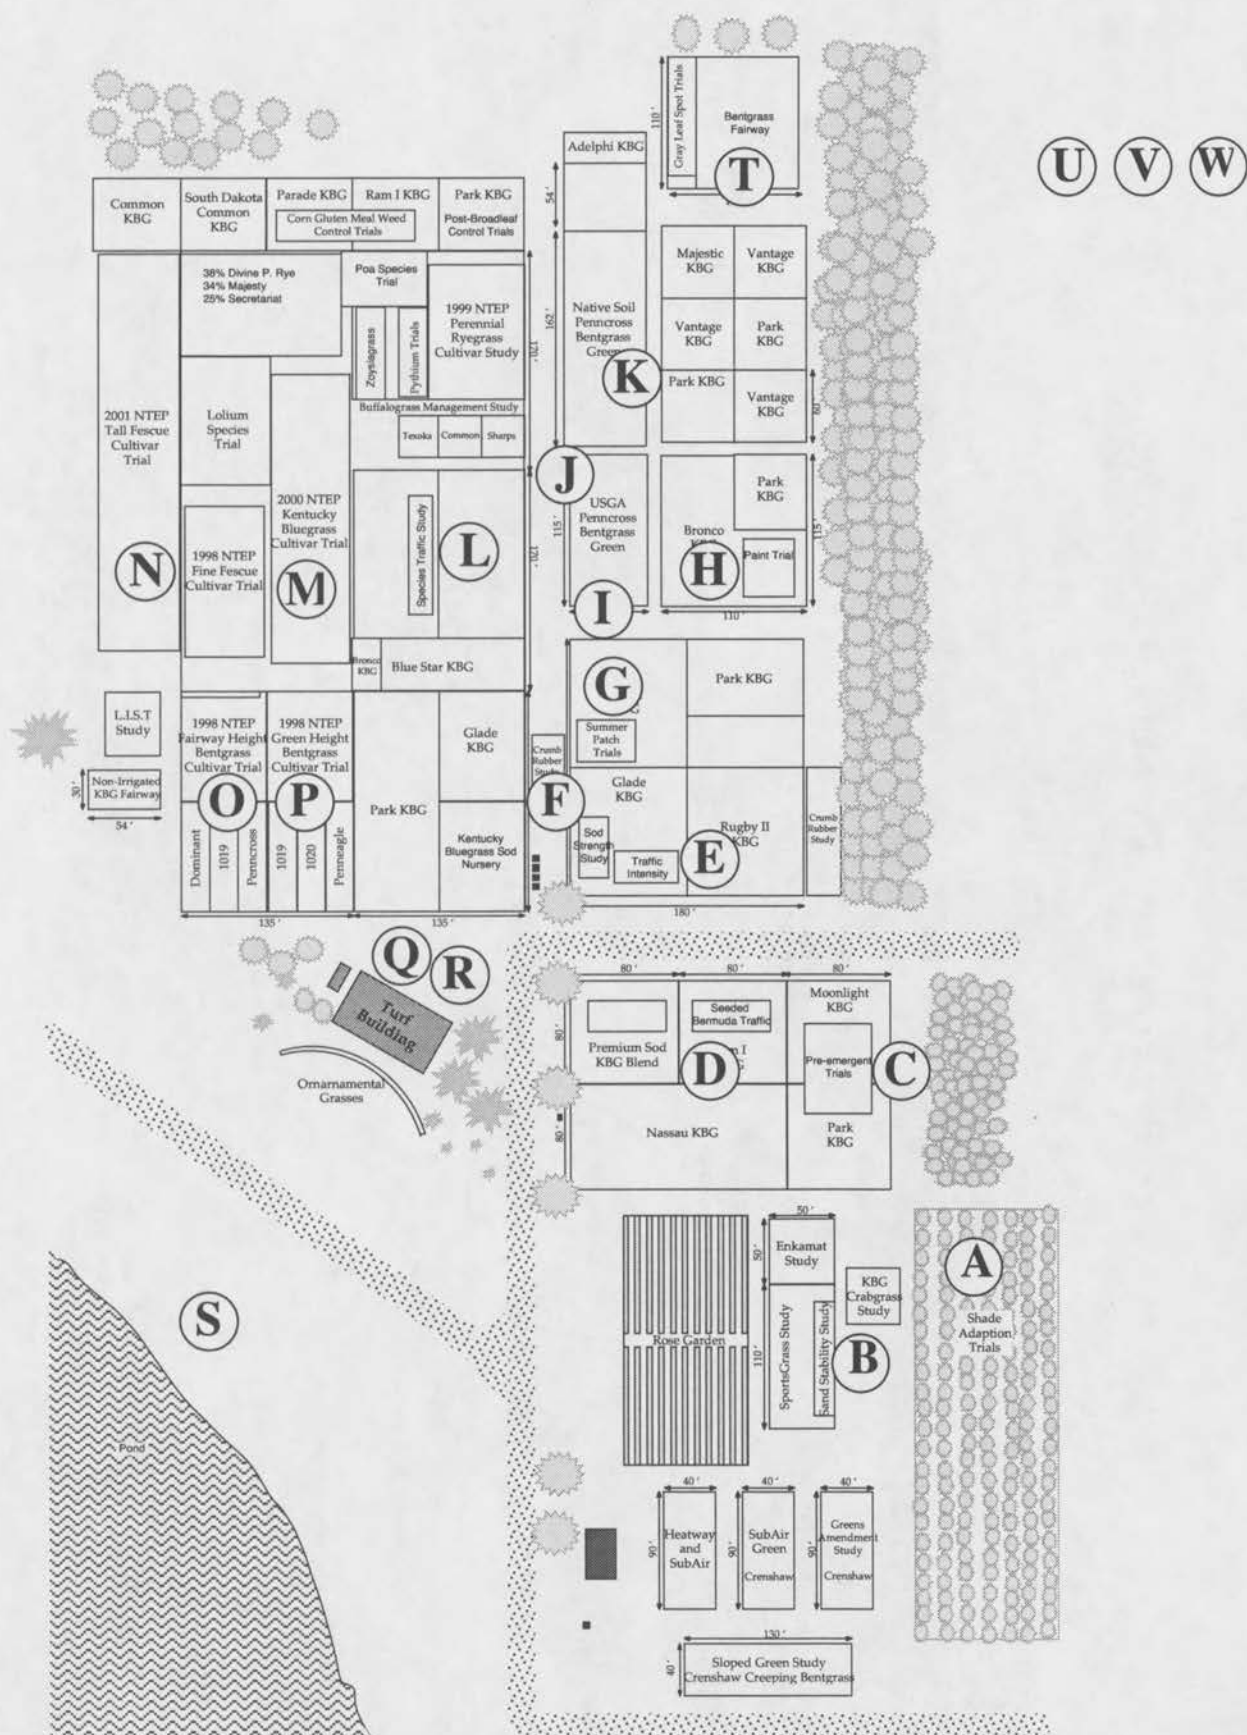 Gray Leaf Spot Trials
110'
Bentgrass
Fairway
T
U
V
W
Adelphi KBG
54'
Common
KBG
South Dakota
Common
KBG
Parade KBG
Ram I KBG
Corn Gluten Meal Weed
Control Trials
Park KBG
Post-Broadleaf
Control Trials
38% Divine P. Rye
34% Majesty
25% Secretariat
Poa Species
Trial
Zoysiagrass
Pythium Trials
1999 NTEP
Perennial
Ryegrass
Cultivar Study
120'
162'
Native Soil
Penncross
Bentgrass
Green
K
Majestic
KBG
Vantage
KBG
Vantage
KBG
Park
KBG
Park KBG
Vantage
KBG
60'
2001 NTEP
Tall Fescue
Cultivar
Trial
Lolium
Species
Trial
Buffalograss Management Study
Texoka
Common
Sharps
J
USGA
Penncross
Bentgrass
Green
115'
Bronco
Park
KBG
H
Paint Trial
115'
110'
I
2000 NTEP
Kentucky
Bluegrass
Cultivar Trial
N
1998 NTEP
Fine Fescue
Cultivar Trial
M
Species Traffic Study
L
120'
Bronco
KBG
Blue Star KBG
G
Summer
Patch
Trials
Park KBG
L.I.S.T
Study
1998 NTEP
Fairway Height
Bentgrass
Cultivar Trial
1998 NTEP
Green Height
Bentgrass
Cultivar Trial
Glade
KBG
Crumb
Rubber
Study
F
Glade
KBG
Non-Irrigated
KBG Fairway
30'
54'
O
P
Park KBG
Dominant
1019
Penncross
1019
1020
Penneagle
Kentucky
Bluegrass Sod
Nursery
Sod
Strength
Study
Traffic
Intensity
E
Rugby II
KBG
Crumb
Rubber
Study
135'
135'
180'
Q
R
Turf
Building
Ornarnamental
Grasses
80'
80'
80'
80'
80'
Premium Sod
KBG Blend
Seeded
Bermuda Traffic
D
Moonlight
KBG
Pre-emergent
Trials
C
Nassau KBG
Park
KBG
S
Pond
Rose Garden
50'
50'
Enkamat
Study
110'
SportsGrass Study
Sand Stability Study
KBG
Crabgrass
Study
B
A
Shade
Adaption
Trials
40'
40'
40'
90'
Heatway
and
SubAir
90'
SubAir
Green
Crenshaw
90'
Greens
Amendment
Study
Crenshaw
130'
40'
Sloped Green Study
Crenshaw Creeping Bentgrass